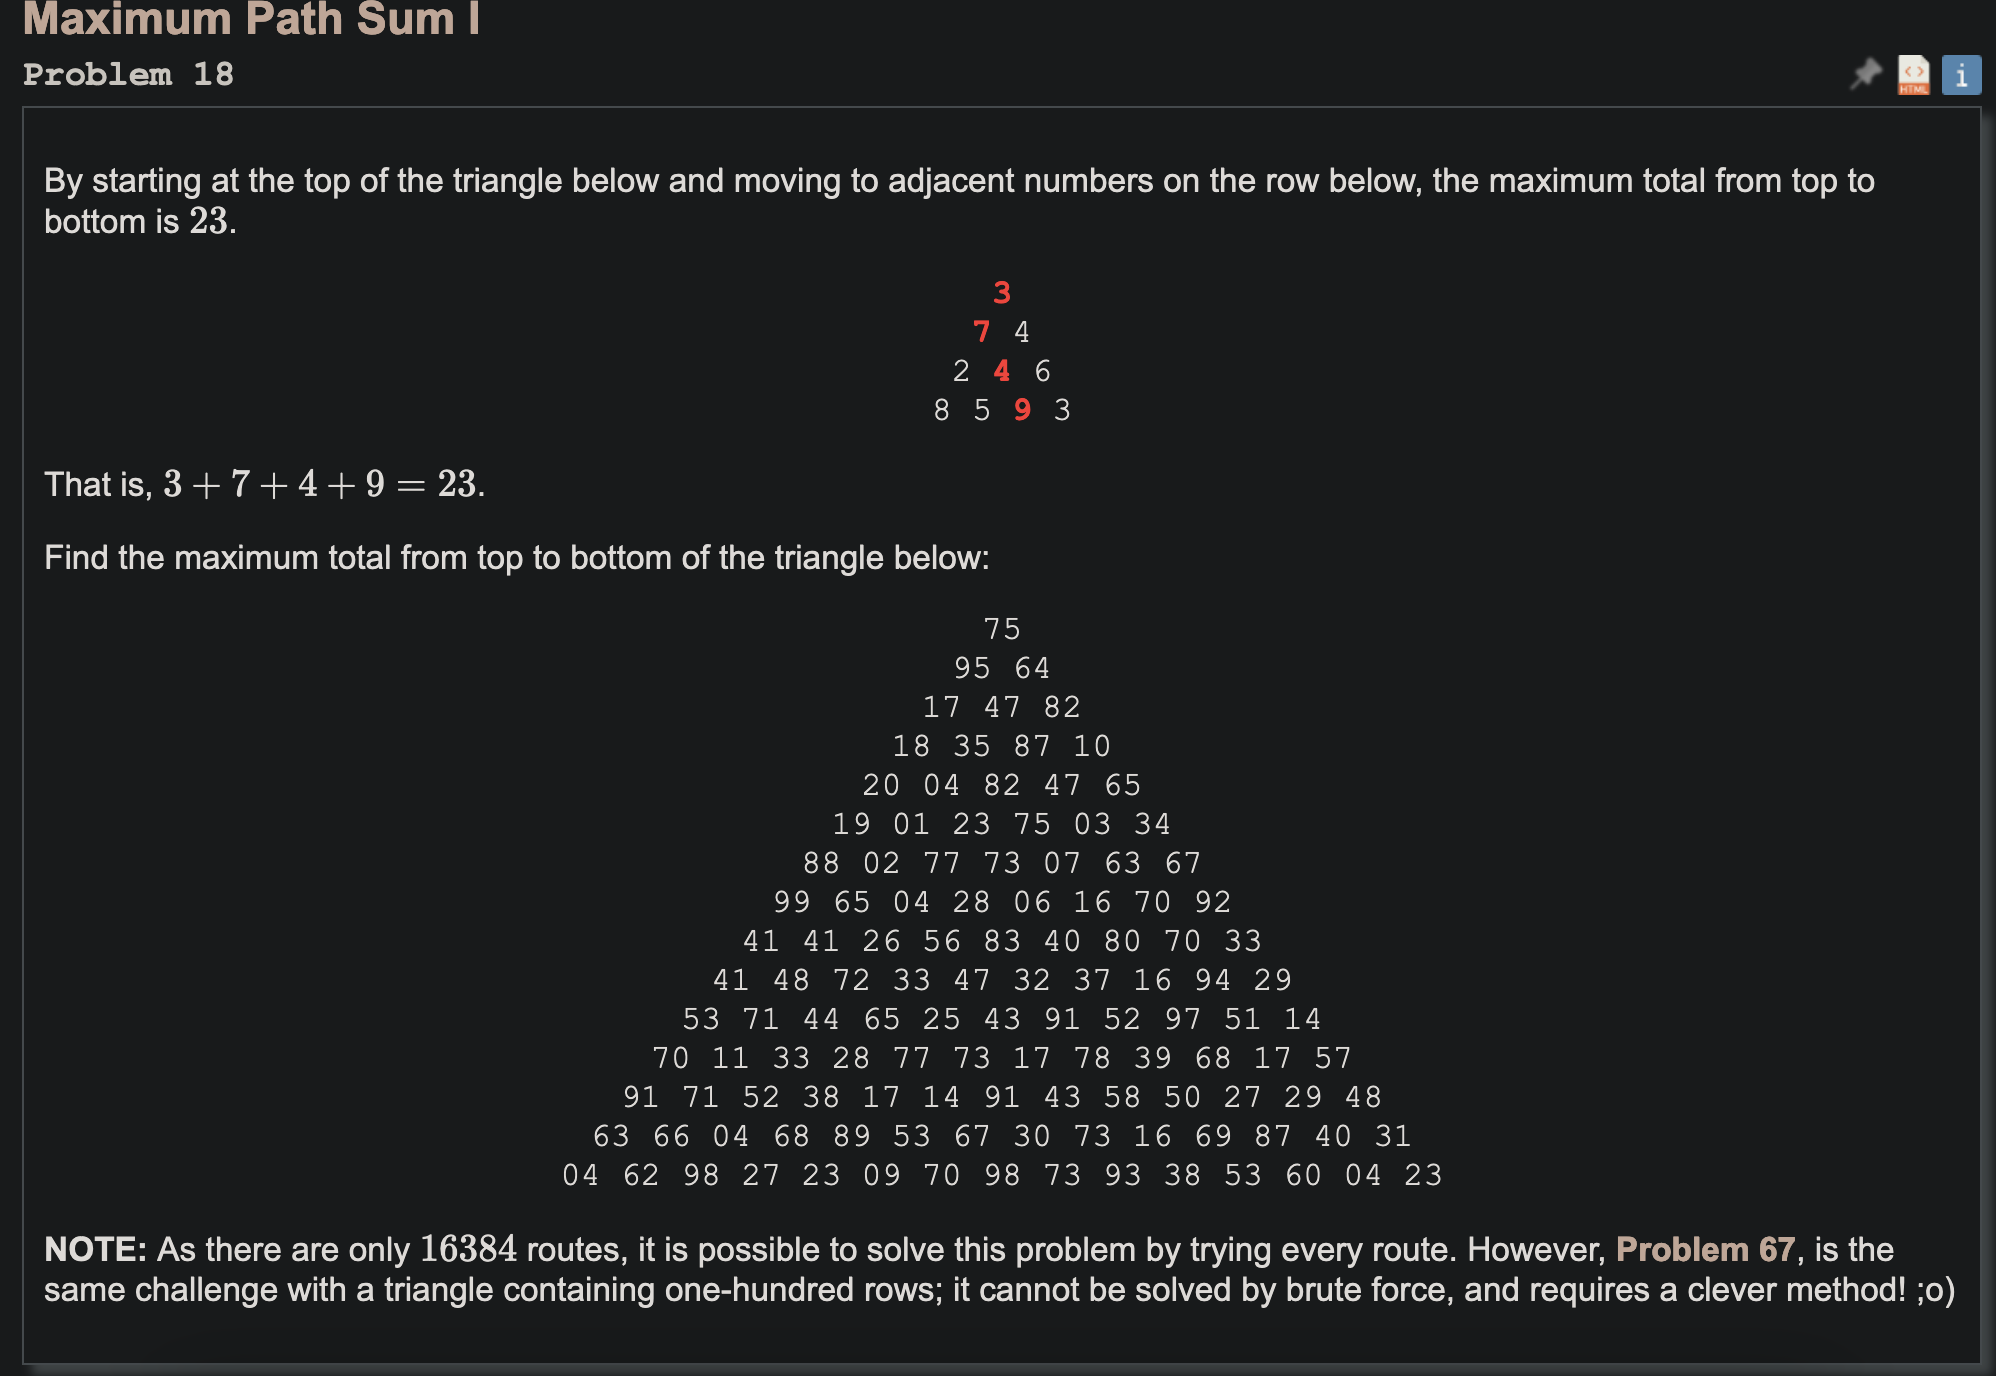 Maximum Path Sum I
Problem 18
HTML
i
By starting at the top of the triangle below and moving to adjacent numbers on the row below, the maximum total from top to
bottom is 23.
3
7 4
2 4 6
8 5 9 3
That is, 3 + 7 + 4 + 9 = 23.
Find the maximum total from top to bottom of the triangle below:
75
95 64
17 47 82
18 35 87 10
20 04 82 47 65
19 01 23 75 03 34
88 02 77 73 07 63 67
99 65 04 28 06 16 70 92
41 41 26 56 83 40 80 70 33
41 48 72 33 47 32 37 16 94 29
53 71 44 65 25 43 91 52 97 51 14
70 11 33 28 77 73 17 78 39 68 17 57
91 71 52 38 17 14 91 43 58 50 27 29 48
63 66 04 68 89 53 67 30 73 16 69 87 40 31
04 62 98 27 23 09 70 98 73 93 38 53 60 04 23
NOTE: As there are only 16384 routes, it is possible to solve this problem by trying every route. However, Problem 67, is the
same challenge with a triangle containing one-hundred rows; it cannot be solved by brute force, and requires a clever method! ;o)